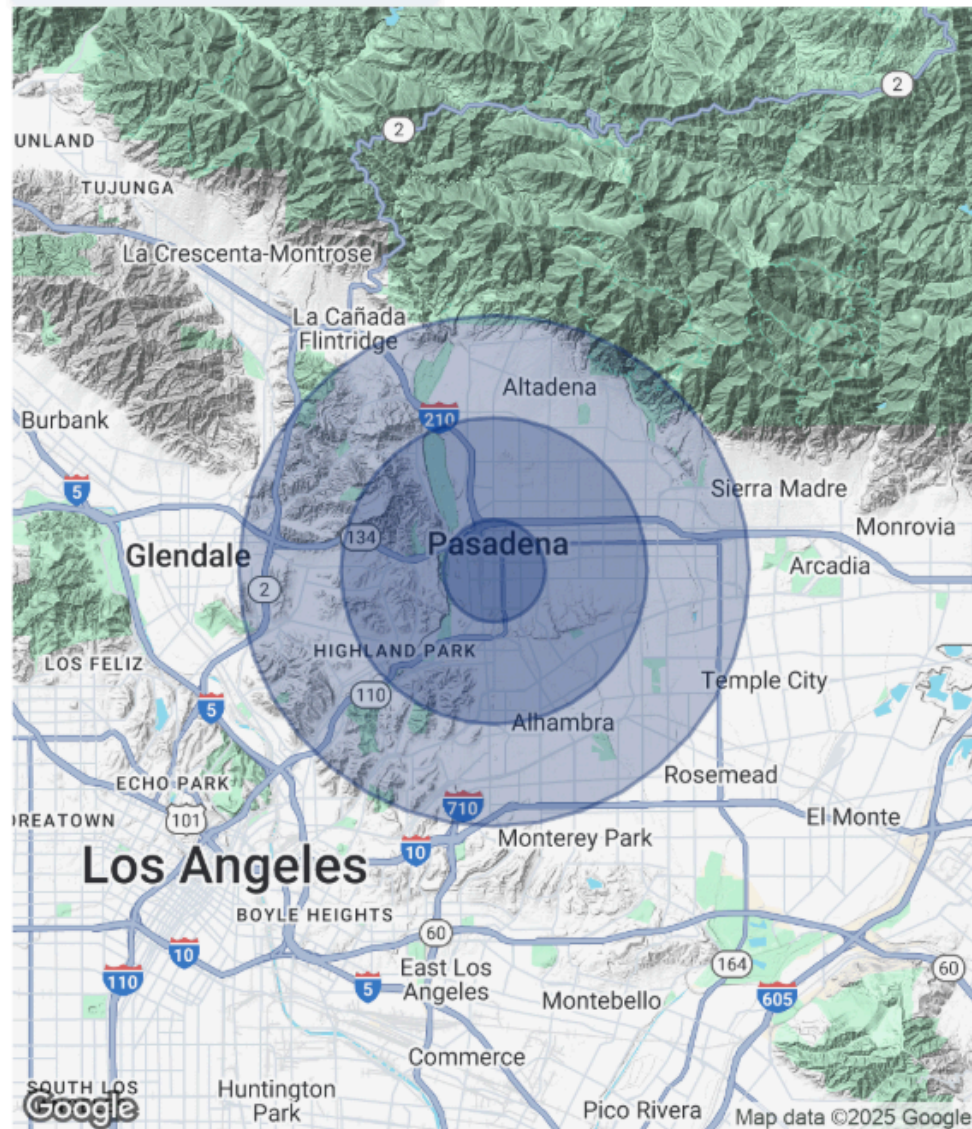 2
2
UNLAND
TUJUNGA
La Crescenta-Montrose
La Cañada
Flintridge
Altadena
Burbank
210
5
Sierra Madre
Monrovia
134
Pasadena
Glendale
Arcadia
2
HIGHLAND PARK
LOS FELIZ
Temple City
110
5
Alhambra
Rosemead
ECHO PARK
710
101
OREATOWN
El Monte
Monterey Park
10
Los Angeles
BOYLE HEIGHTS
60
10
164
60
East Los
Angeles
110
5
Montebello
605
Commerce
SOUTH LOS
Huntington
Park
Google
Pico Rivera
Map data ©2025 Google